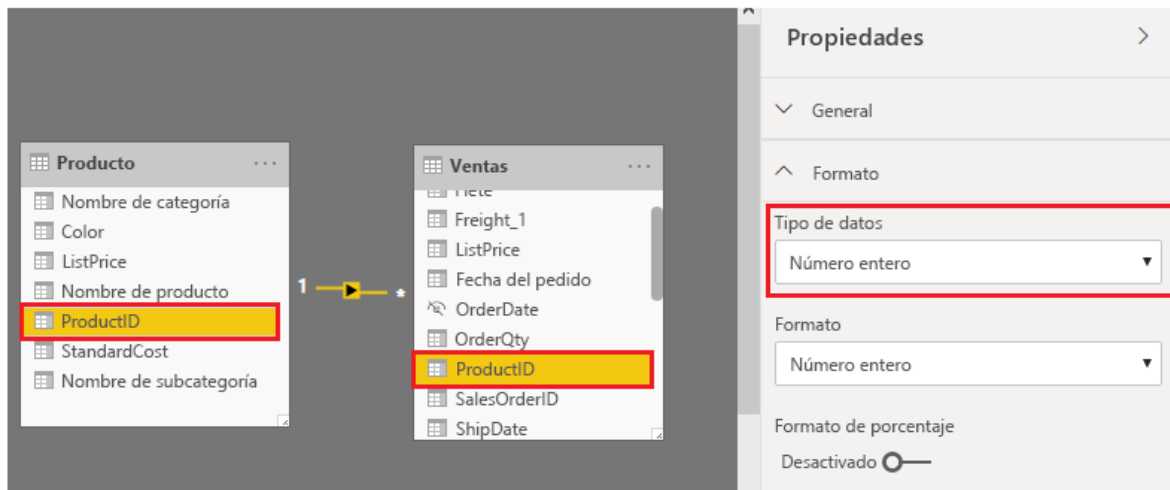 Producto
Nombre de categoría
Color
ListPrice
Nombre de producto
ProductID
StandardCost
Nombre de subcategoría
1
*
Ventas
Freight_1
ListPrice
Fecha del pedido
OrderDate
OrderQty
ProductID
SalesOrderID
ShipDate
Propiedades
General
Formato
Tipo de datos
Número entero
Formato
Número entero
Formato de porcentaje
Desactivado